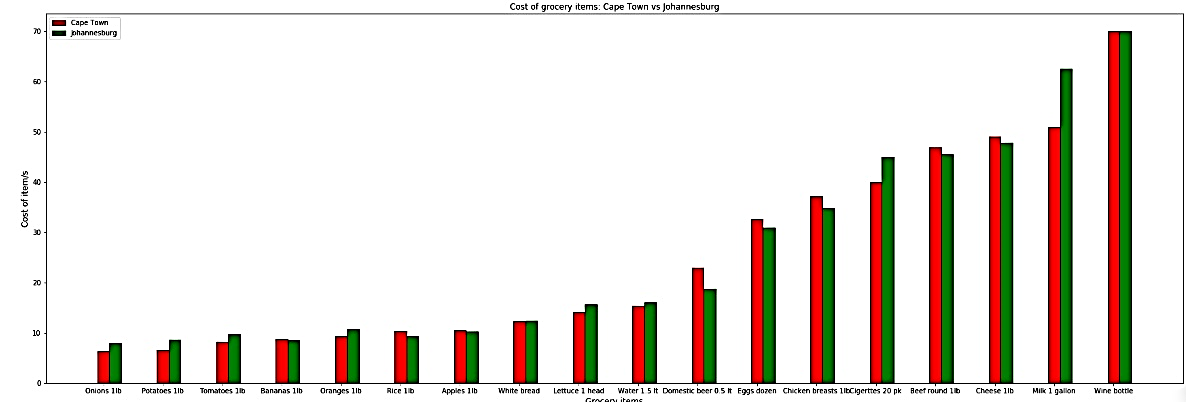 Cost of grocery items: Cape Town vs Johannesburg
Cape Town
Johannesburg
70
60
50
40
30
20
10
0
Cost of item/s
Onions 1lb Potatoes 1lb Tomatoes 1lb Bananas 1lb Oranges 1lb Rice 1lb Apples 1lb White bread Lettuce 1 head Water 1 5 lt Domestic beer 0 5 lt Eggs dozen Chicken breasts 1lb Cigerttes 20 pk Beef round 1lb Cheese 1lb Milk 1 gallon Wine bottle
Grocery items